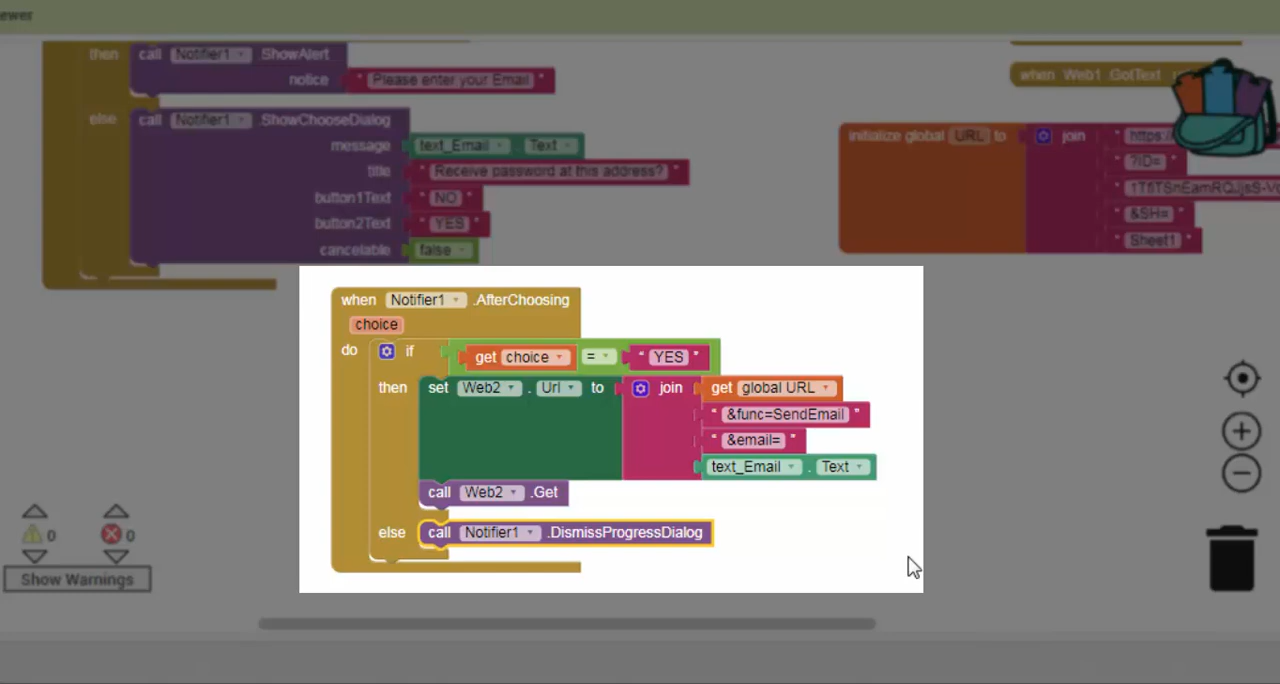 ewer
then call Notifier1 .ShowAlert
notice " Please enter your Email "
else call Notifier1 .ShowChooseDialog
message text_Email . Text
title " Receive password at this address? "
button1Text " NO "
button2Text " YES "
cancelable false
when Web1 .GotText
initialize global URL to join " https:/
" ?ID= "
" &SH= "
" Sheet1 "
when Notifier1 .AfterChoosing
choice
do if get choice = " YES "
then set Web2 . Url to join get global URL
" &func=SendEmail "
" &email= "
text_Email . Text
call Web2 .Get
else call Notifier1 .DismissProgressDialog
0 0
Show Warnings